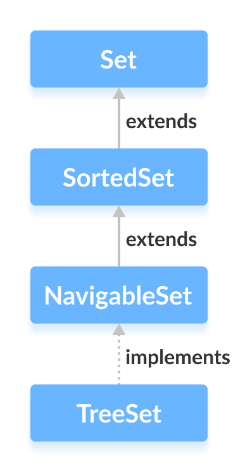 Set
extends
SortedSet
extends
NavigableSet
implements
TreeSet